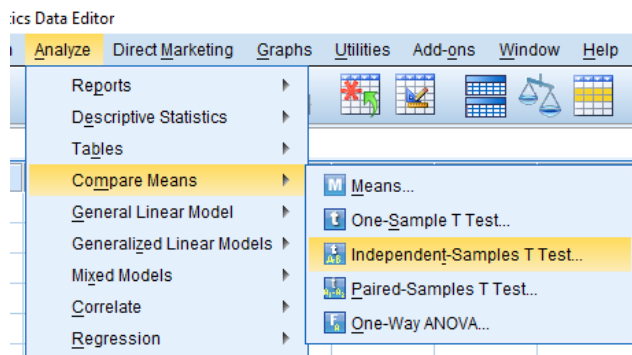 ics Data Editor
Analyze Direct Marketing Graphs Utilities Add-ons Window Help
Reports
Descriptive Statistics
Tables
Compare Means
General Linear Model
Generalized Linear Models
Mixed Models
Correlate
Regression
M Means...
t One-Sample T Test...
Independent-Samples T Test...
Paired-Samples T Test...
One-Way ANOVA...